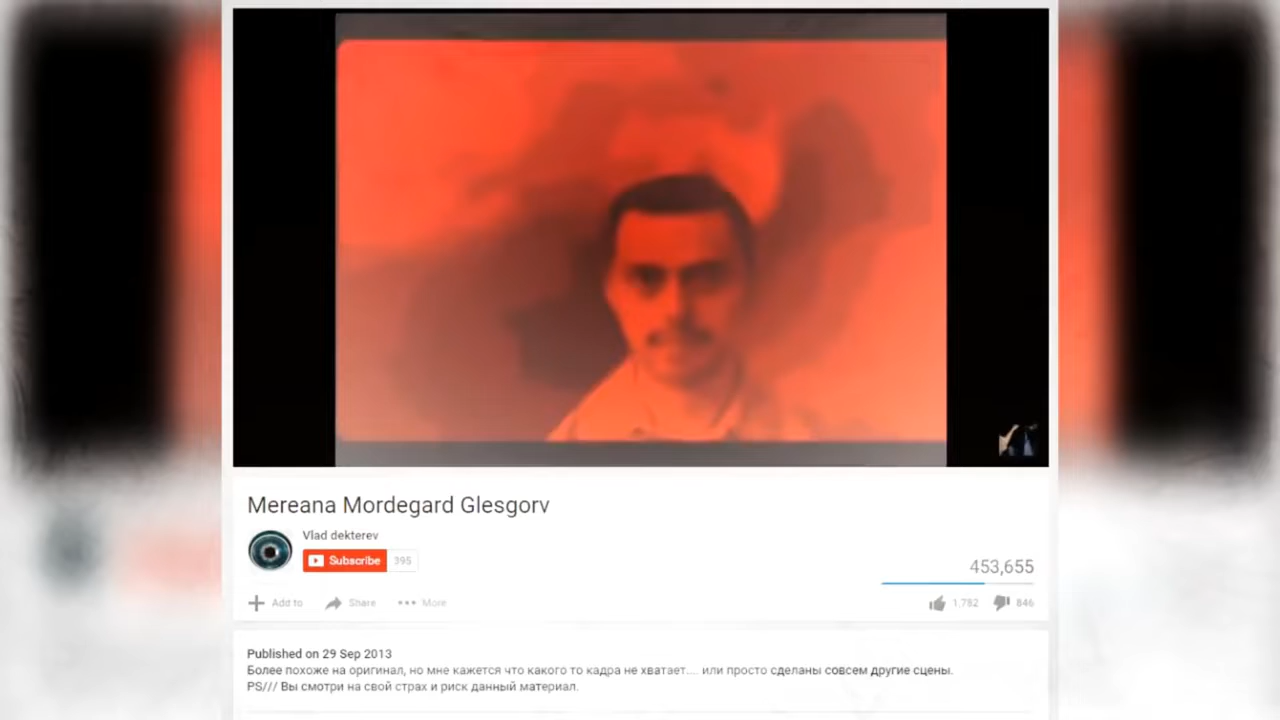 Mereana Mordegard Glesgorv
Vlad dekterev
Subscribe 395
453,655
Add to Share More 1,782 846
Published on 29 Sep 2013
Более похоже на оригинал, но мне кажется что какого то кадра не хватает.... или просто сделаны совсем другие сцены.
PS/// Вы смотри на свой страх и риск данный материал.